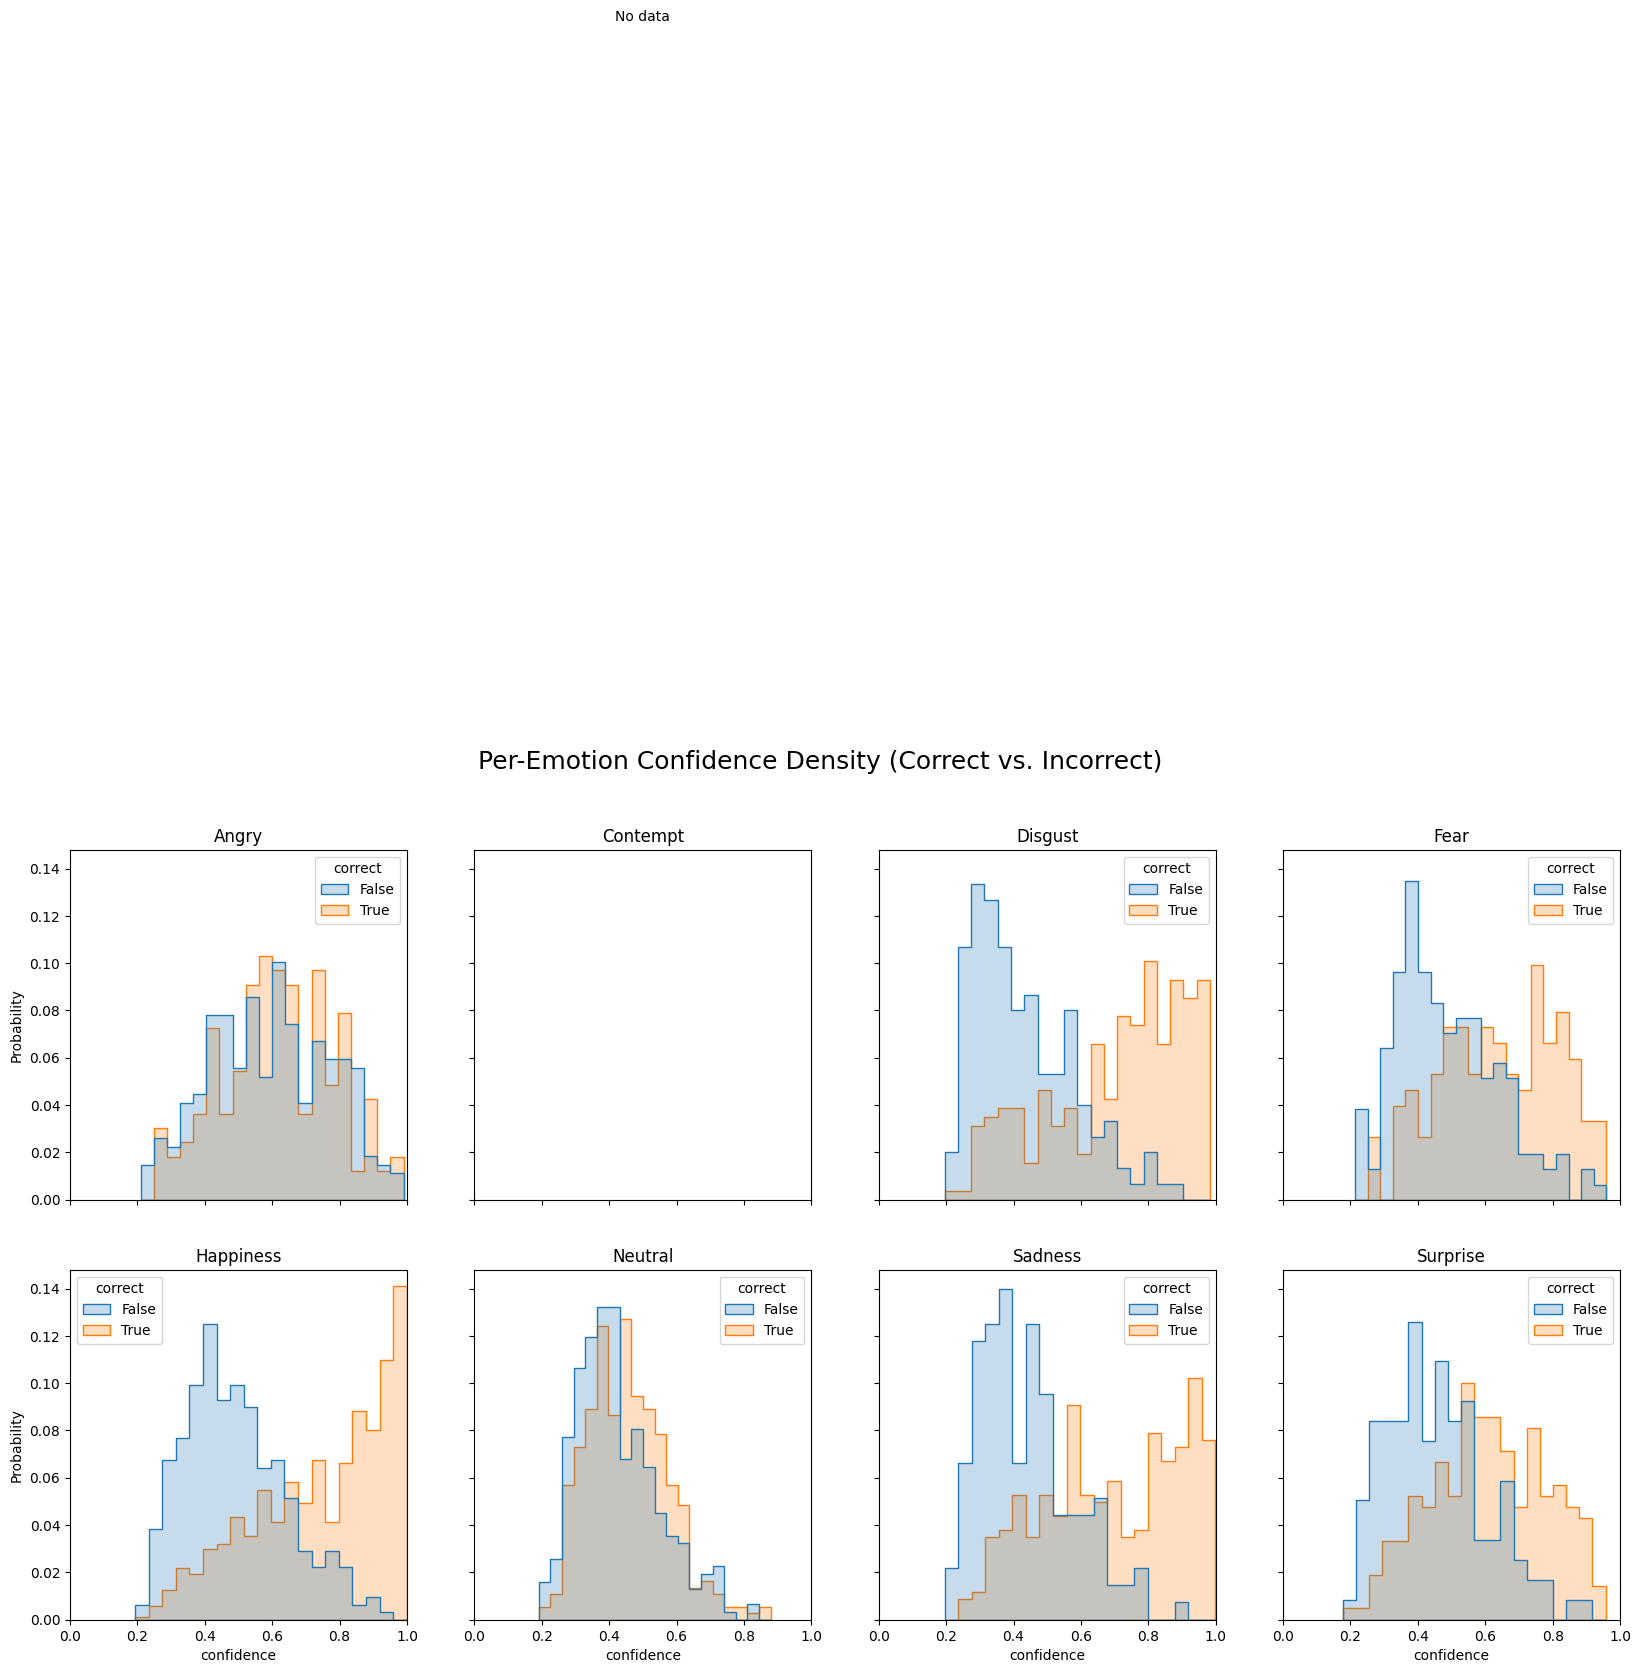 No data
Per-Emotion Confidence Density (Correct vs. Incorrect)
Angry
Probability
0.14
0.12
0.10
0.08
0.06
0.04
0.02
0.00
correct
False
True
Contempt
Disgust
correct
False
True
Fear
correct
False
True
Happiness
Probability
0.14
0.12
0.10
0.08
0.06
0.04
0.02
0.00
correct
False
True
0.0 0.2 0.4 0.6 0.8 1.0
confidence
Neutral
correct
False
True
0.0 0.2 0.4 0.6 0.8 1.0
confidence
Sadness
correct
False
True
0.0 0.2 0.4 0.6 0.8 1.0
confidence
Surprise
correct
False
True
0.0 0.2 0.4 0.6 0.8 1.0
confidence